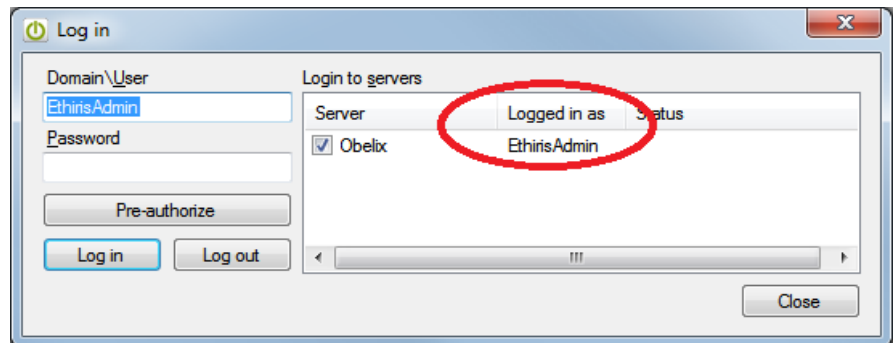 Log in
Domain\User
EthirisAdmin
Password
Pre-authorize
Log in
Log out
Login to servers
Server
Logged in as
Status
Obelix
EthirisAdmin
Close